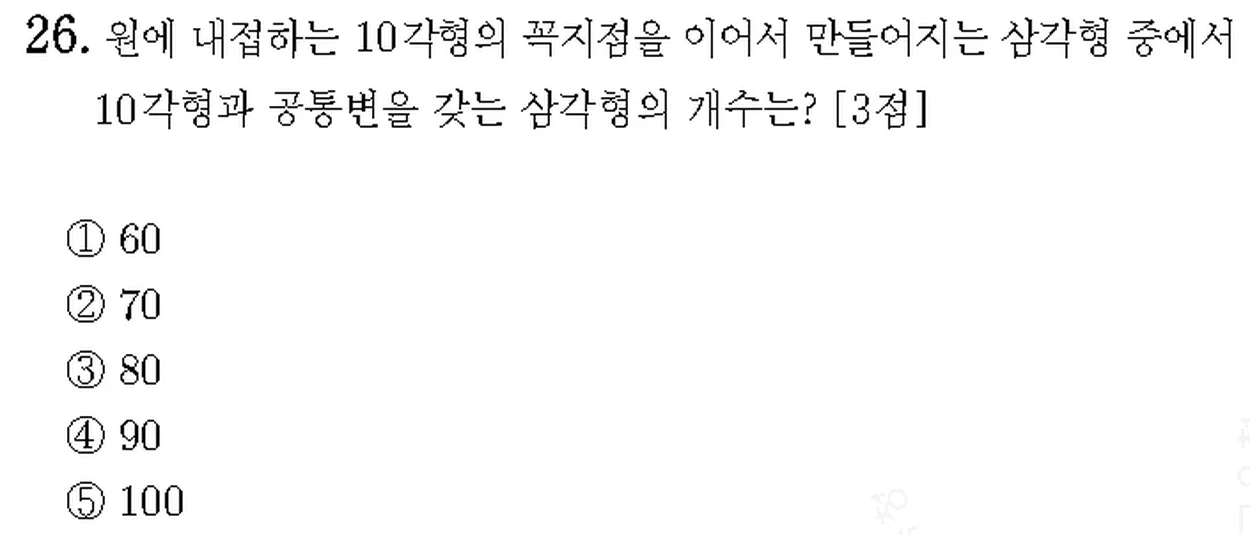 26. 원에 내접하는 10각형의 꼭지점을 이어서 만들어지는 삼각형 중에서
10각형과 공통변을 갖는 삼각형의 개수는? [3점]
① 60
② 70
③ 80
④ 90
⑤ 100